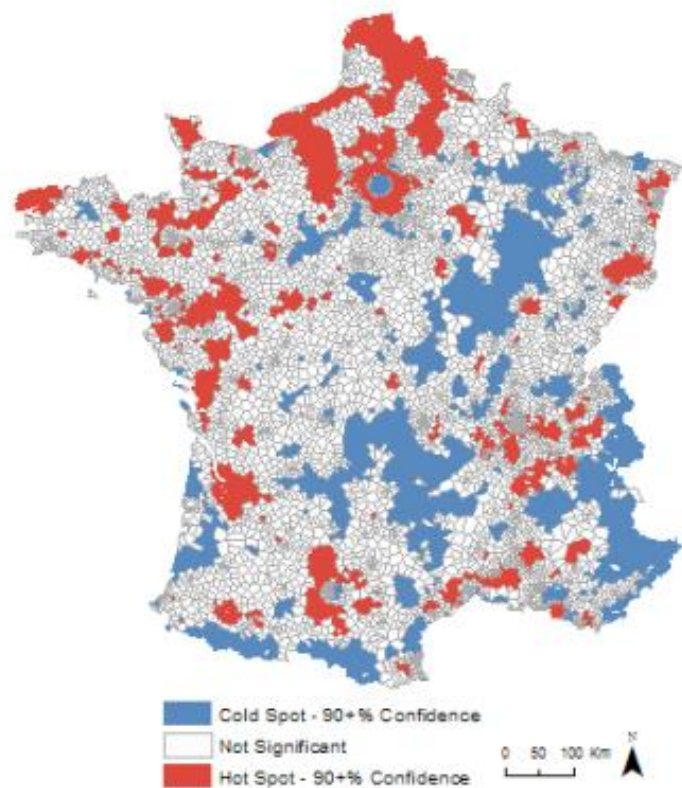 Cold Spot - 90+% Confidence
Not Significant
Hot Spot - 90+% Confidence
0 50 100 Km
N